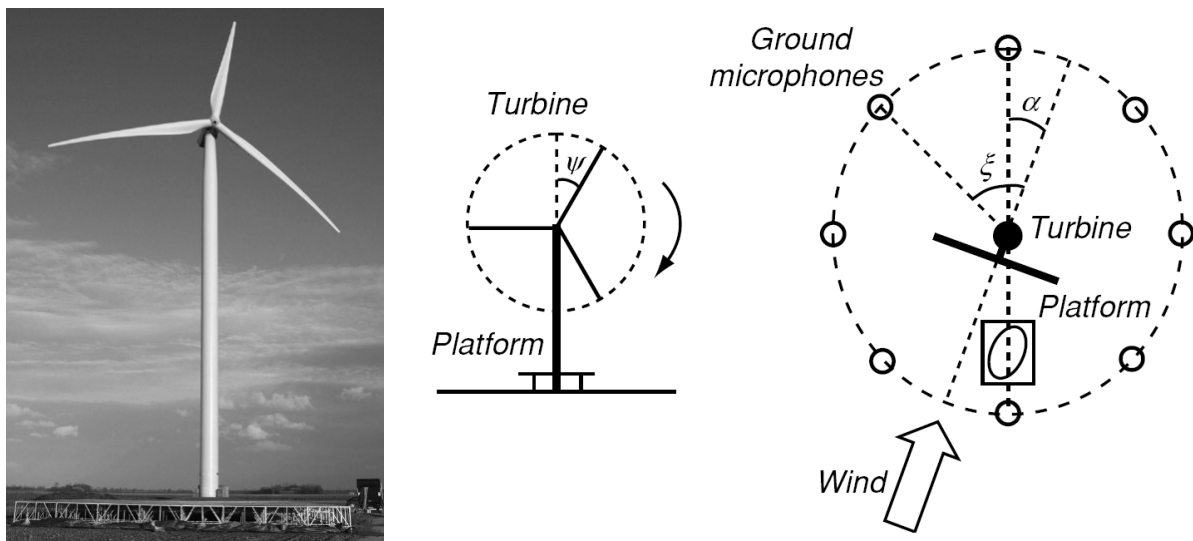 Turbine
ψ
Platform
Ground
microphones
α
ξ
Turbine
Platform
Wind